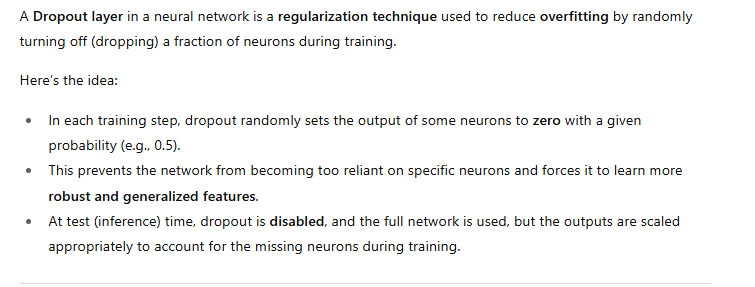 A Dropout layer in a neural network is a regularization technique used to reduce overfitting by randomly
turning off (dropping) a fraction of neurons during training.
Here's the idea:
• In each training step, dropout randomly sets the output of some neurons to zero with a given
probability (e.g., 0.5).
• This prevents the network from becoming too reliant on specific neurons and forces it to learn more
robust and generalized features.
• At test (inference) time, dropout is disabled, and the full network is used, but the outputs are scaled
appropriately to account for the missing neurons during training.